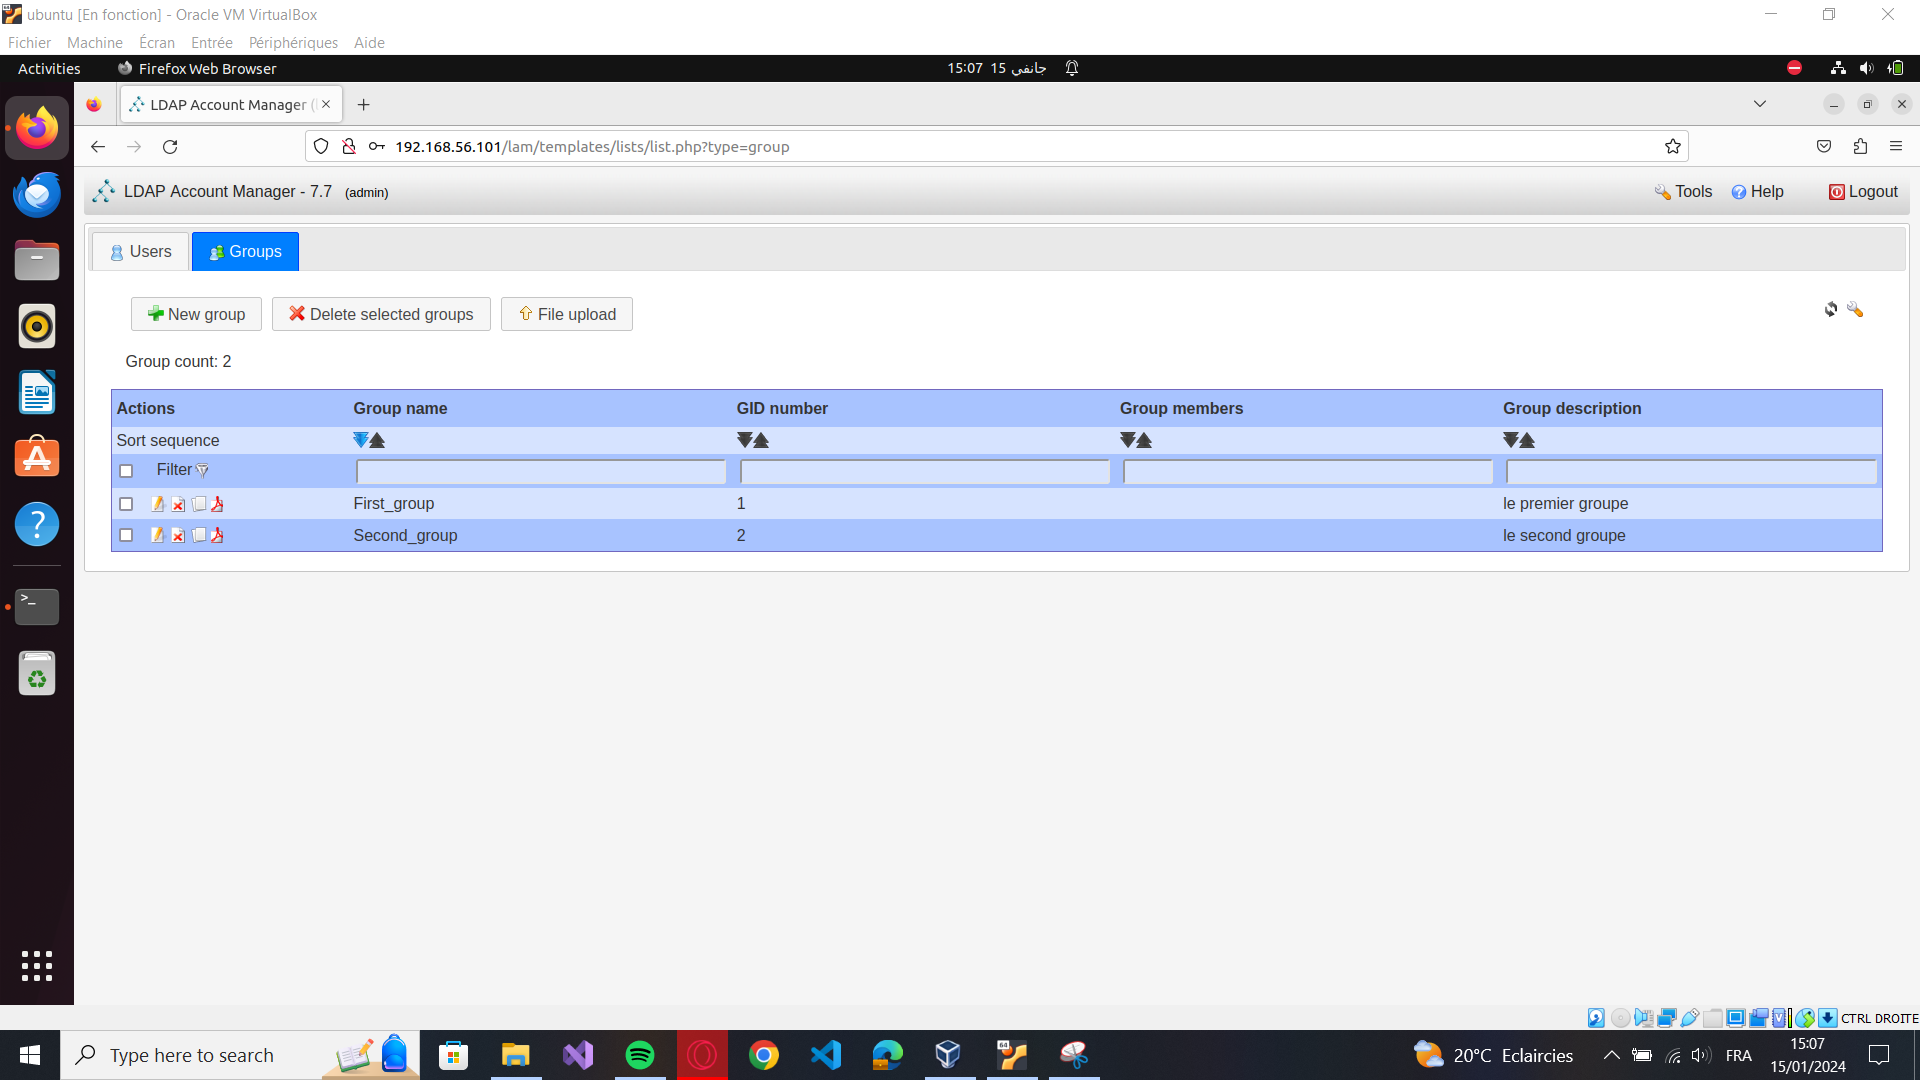 ubuntu [En fonction] - Oracle VM VirtualBox
Fichier Machine Écran Entrée Périphériques Aide
Activities Firefox Web Browser 15:07 15 جانفي
LDAP Account Manager (
192.168.56.101/lam/templates/lists/list.php?type=group
LDAP Account Manager - 7.7 (admin) Tools Help Logout
Users Groups
New group Delete selected groups File upload
Group count: 2
Actions Group name GID number Group members Group description
Sort sequence
Filter
First_group 1 le premier groupe
Second_group 2 le second groupe
CTRL DROITE
Type here to search 20°C Eclaircies FRA 15:07
15/01/2024